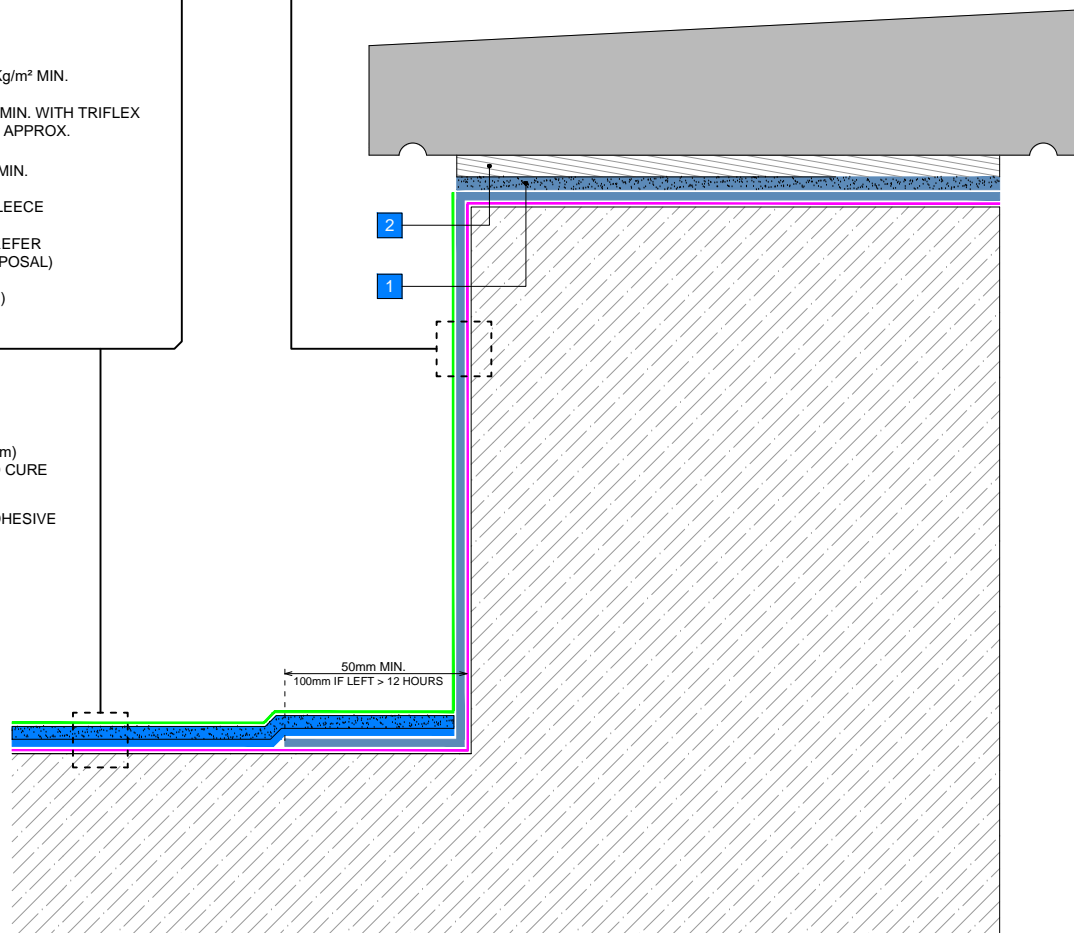 Kg/m² MIN.
MIN. WITH TRIFLEX
APPROX.
MIN.
LEECE
EFER
POSAL)
)
m)
CURE
HESIVE
2
1
50mm MIN.
100mm IF LEFT > 12 HOURS